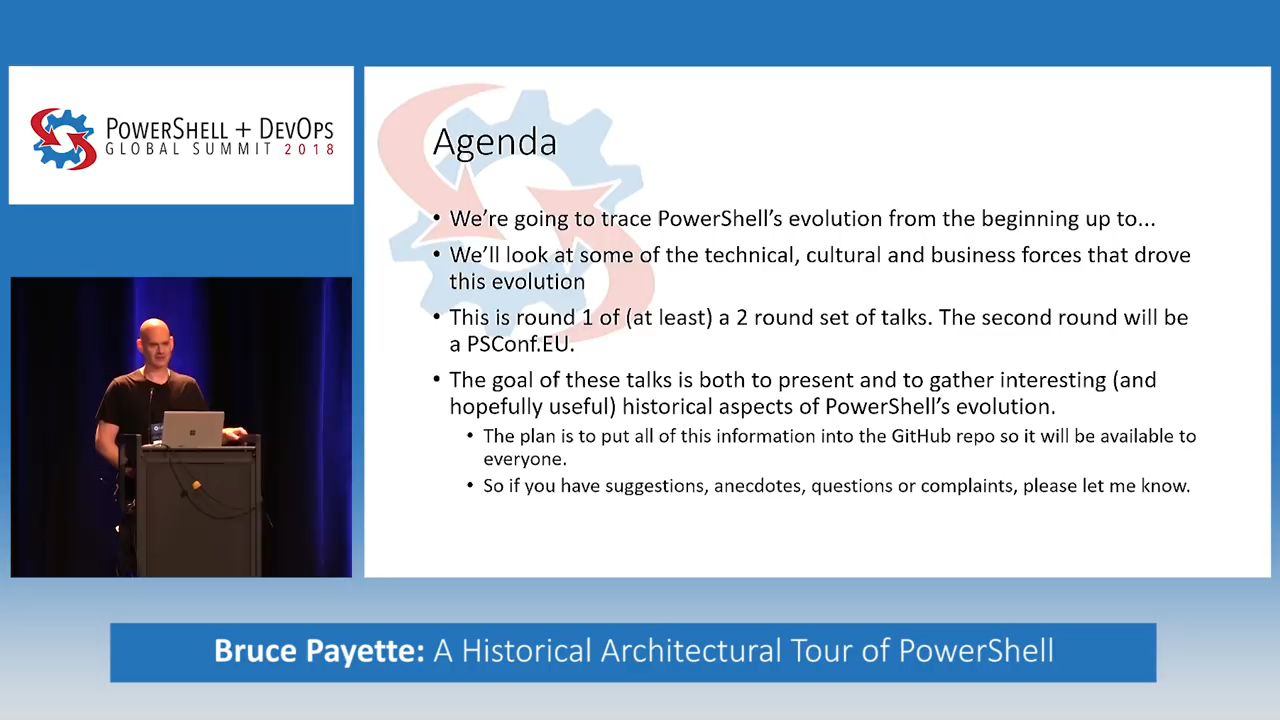 POWERSHELL + DEVOPS
GLOBAL SUMMIT 2018
Agenda
• We're going to trace PowerShell's evolution from the beginning up to...
• We'll look at some of the technical, cultural and business forces that drove
this evolution
• This is round 1 of (at least) a 2 round set of talks. The second round will be
a PSConf.EU.
• The goal of these talks is both to present and to gather interesting (and
hopefully useful) historical aspects of PowerShell's evolution.
• The plan is to put all of this information into the GitHub repo so it will be available to
everyone.
• So if you have suggestions, anecdotes, questions or complaints, please let me know.
Bruce Payette: A Historical Architectural Tour of PowerShell